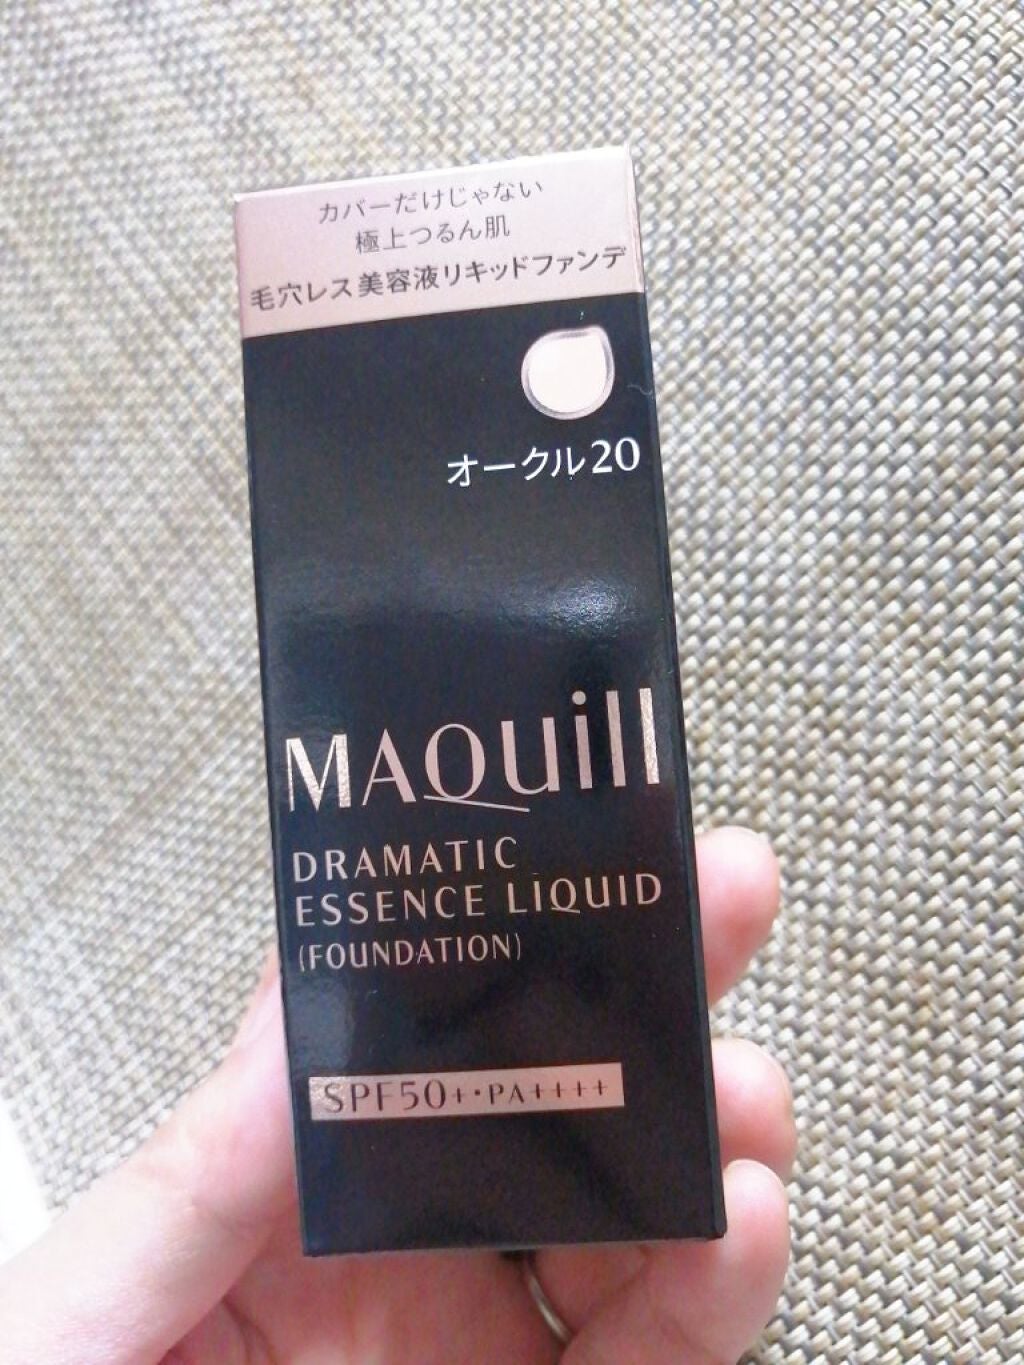 カバーだけじゃない
極上つるん肌
毛穴レス美容液リキッドファンデ
オークル20
MAQuill
DRAMATIC
ESSENCE LIQUID
(FOUNDATION)
SPF50+・PA++++